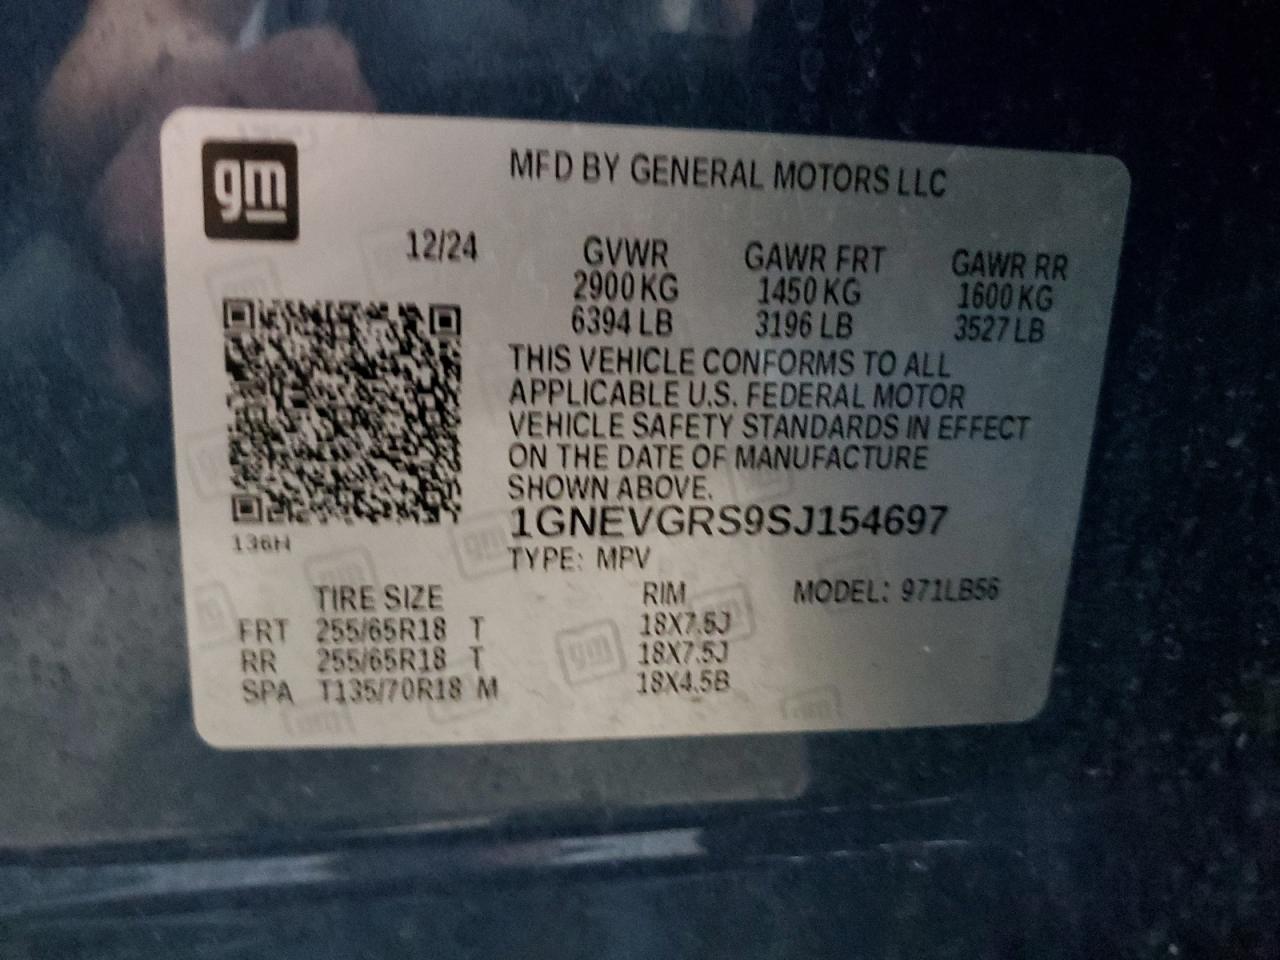 gm
MFD BY GENERAL MOTORS LLC
12/24
GVWR GAWR FRT GAWR RR
2900 KG 1450 KG 1600 KG
6394 LB 3196 LB 3527 LB
THIS VEHICLE CONFORMS TO ALL
APPLICABLE U.S. FEDERAL MOTOR
VEHICLE SAFETY STANDARDS IN EFFECT
ON THE DATE OF MANUFACTURE
SHOWN ABOVE.
1GNEVGRS9SJ154697
136H
TYPE: MPV
TIRE SIZE RIM MODEL: 971LB56
FRT 255/65R18 T 18X7.5J
RR 255/65R18 T 18X7.5J
SPA T135/70R18 M 18X4.5B